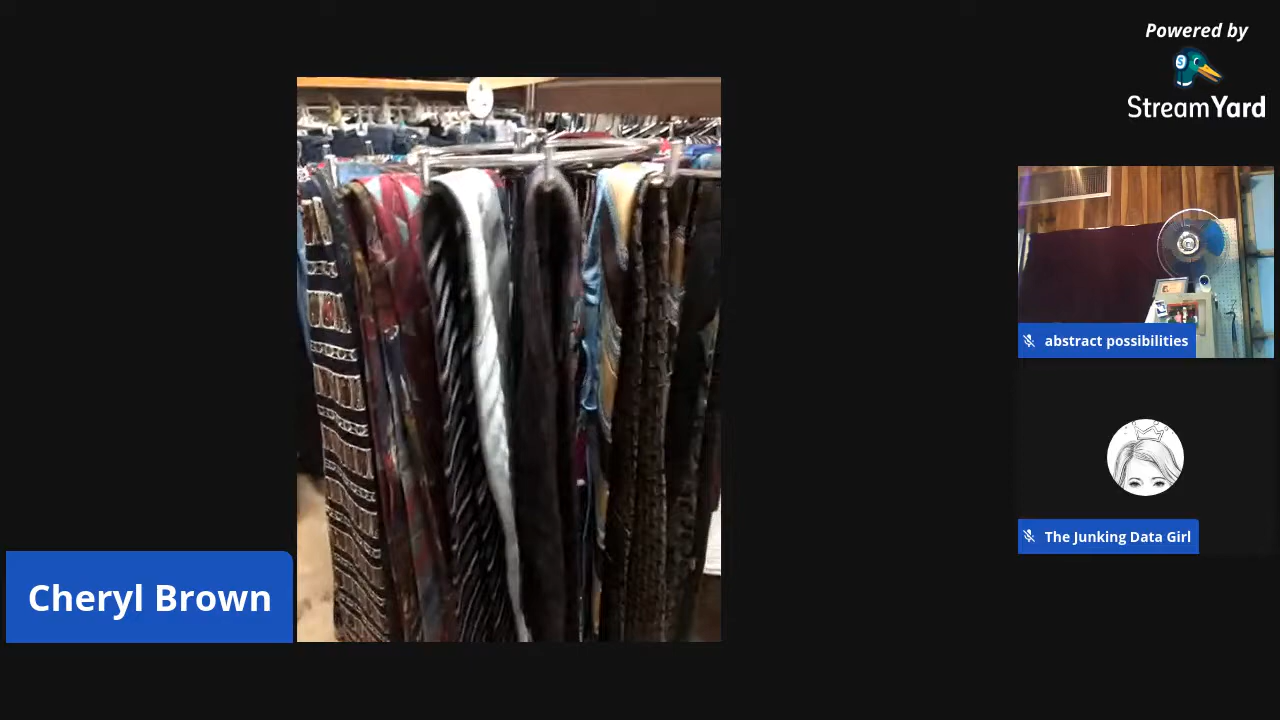 Powered by
StreamYard
abstract possibilities
The Junking Data Girl
Cheryl Brown